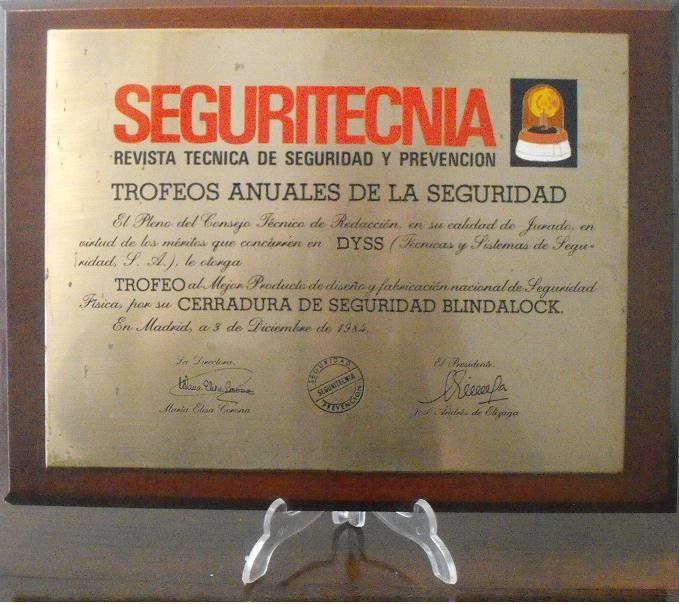 SEGURITECNIA
REVISTA TECNICA DE SEGURIDAD Y PREVENCION
TROFEOS ANUALES DE LA SEGURIDAD
El Pleno del Consejo Técnico de Redacción, en su calidad de Jurado, en
virtud de los méritos que concurren en DYSS (Técnicas y Sistemas de Segu-
ridad, S. A.), le otorga
TROFEO al Mejor Producto de diseño y fabricación nacional de Seguridad
Física, por su CERRADURA DE SEGURIDAD BLINDALOCK.
En Madrid, a 3 de Diciembre de 1984.
La Directora,
SEGURIDAD
SEGURITECNIA
PREVENCION
El Presidente,
María Elisa Corona
Andrés de Elizaga